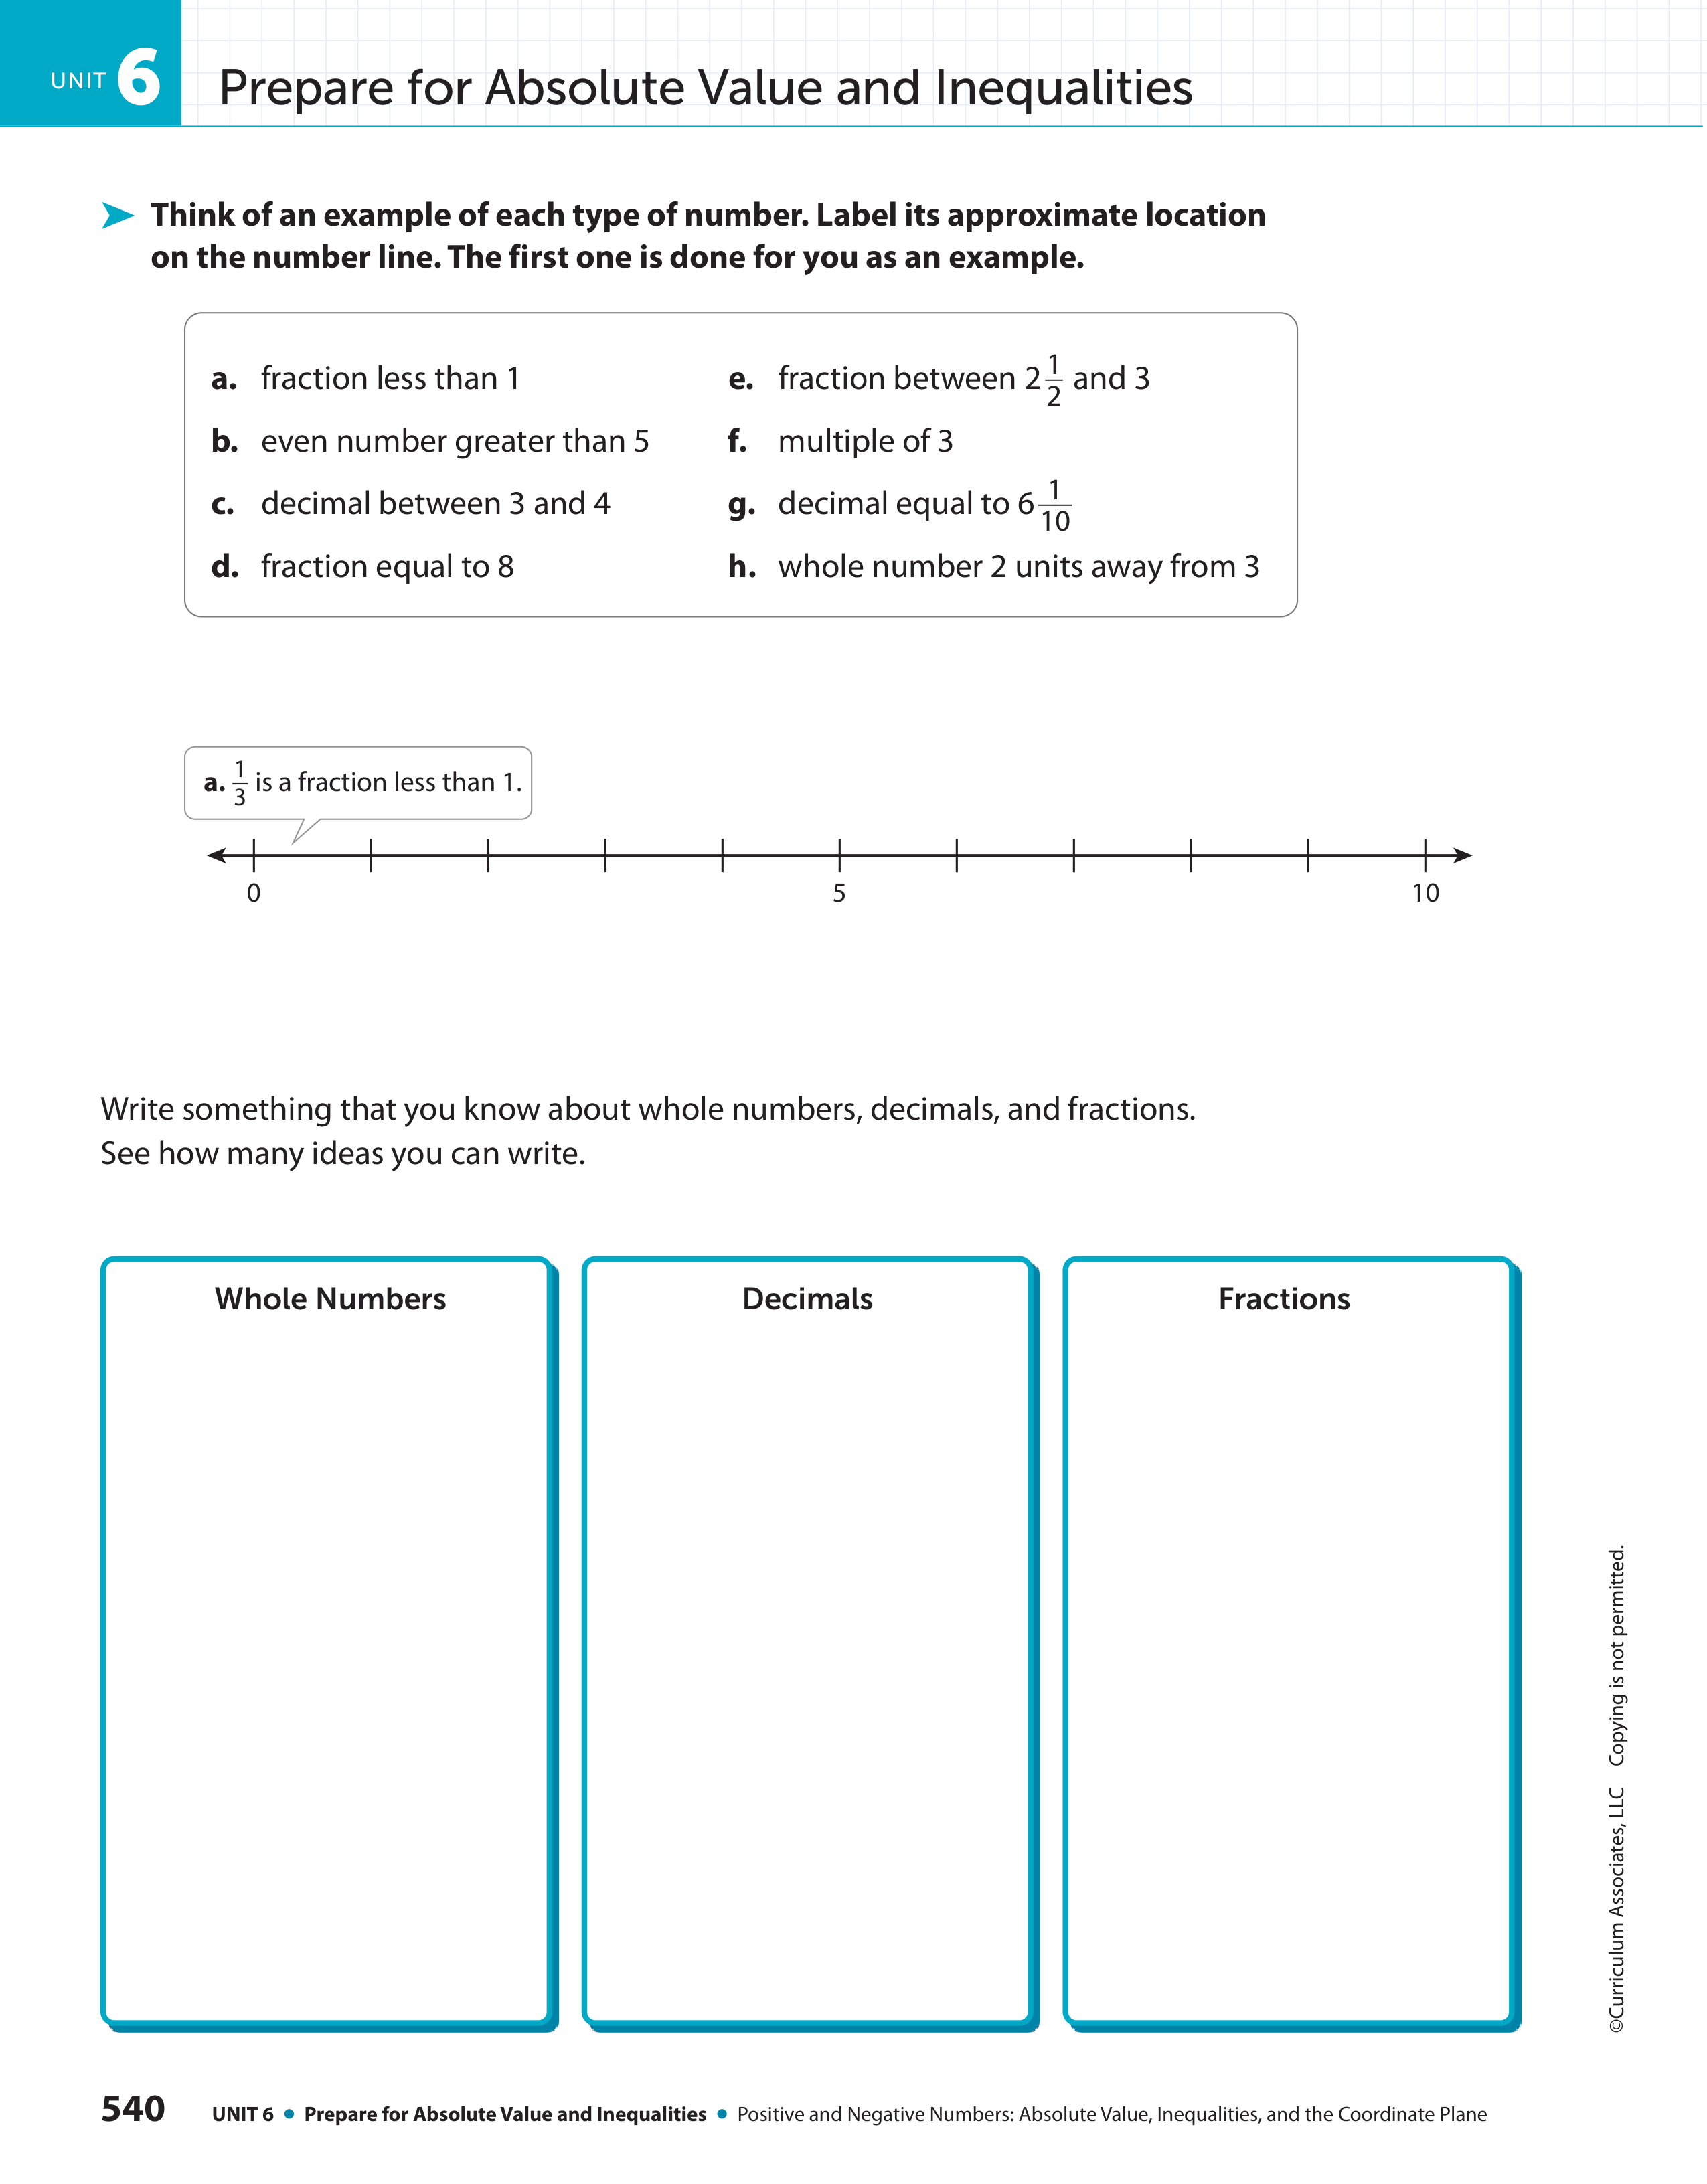 UNIT 6 Prepare for Absolute Value and Inequalities
Think of an example of each type of number. Label its approximate location
on the number line. The first one is done for you as an example.
a. fraction less than 1
b. even number greater than 5
c. decimal between 3 and 4
d. fraction equal to 8
e. fraction between 2 1/2 and 3
f. multiple of 3
g. decimal equal to 6 1/10
h. whole number 2 units away from 3
a. 1/3 is a fraction less than 1.
0 5 10
Write something that you know about whole numbers, decimals, and fractions.
See how many ideas you can write.
Whole Numbers
Decimals
Fractions
©Curriculum Associates, LLC Copying is not permitted.
540 UNIT 6 • Prepare for Absolute Value and Inequalities • Positive and Negative Numbers: Absolute Value, Inequalities, and the Coordinate Plane